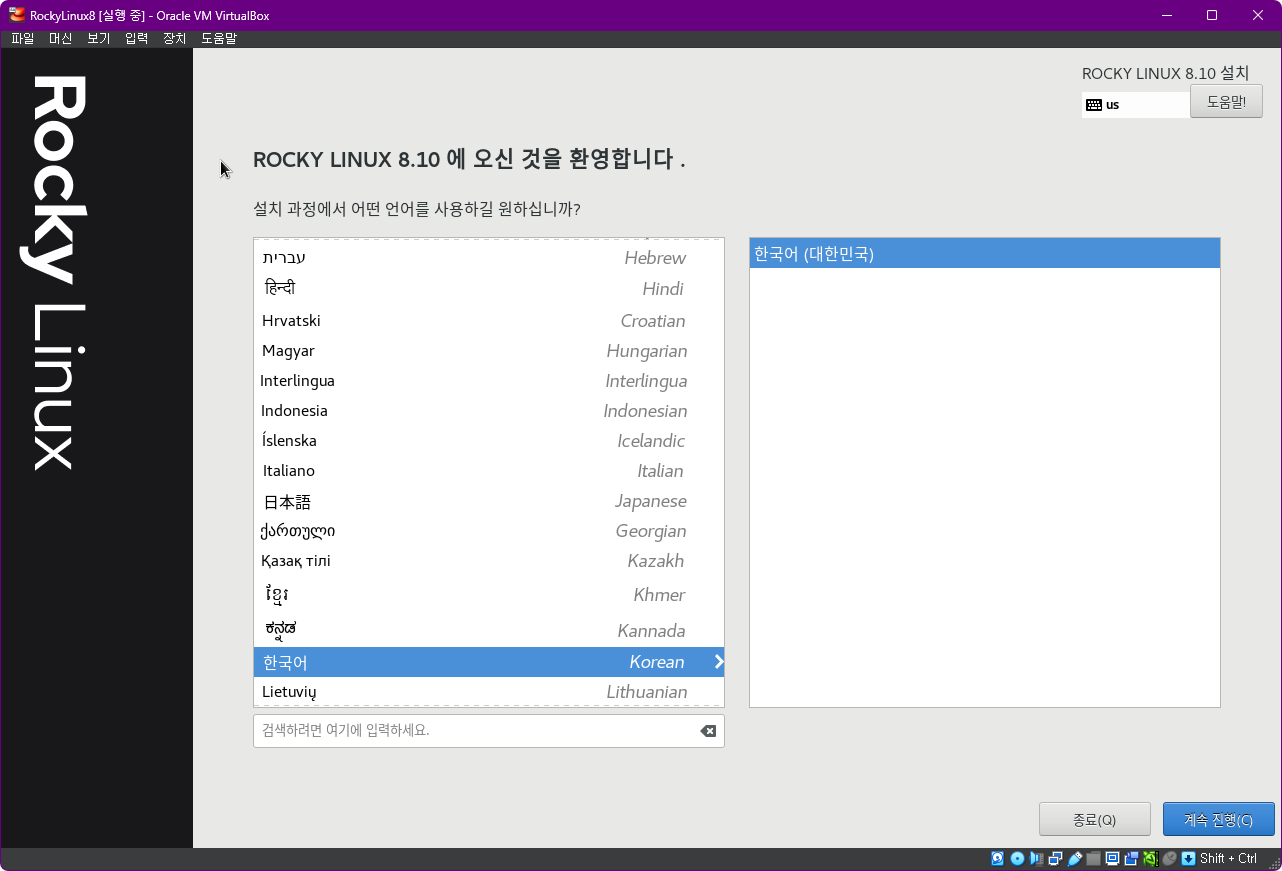 RockyLinux8 [실행 중] - Oracle VM VirtualBox
파일 머신 보기 입력 장치 도움말
Rocky Linux
ROCKY LINUX 8.10 설치
us
도움말!
ROCKY LINUX 8.10 에 오신 것을 환영합니다 .
설치 과정에서 어떤 언어를 사용하길 원하십니까?
עברית Hebrew
हिन्दी Hindi
Hrvatski Croatian
Magyar Hungarian
Interlingua Interlingua
Indonesia Indonesian
Íslenska Icelandic
Italiano Italian
日本語 Japanese
ქართული Georgian
Қазақ тілі Kazakh
ខ្មែរ Khmer
ಕನ್ನಡ Kannada
한국어 Korean
Lietuvių Lithuanian
한국어 (대한민국)
검색하려면 여기에 입력하세요.
종료(Q)
계속 진행(C)
Shift + Ctrl